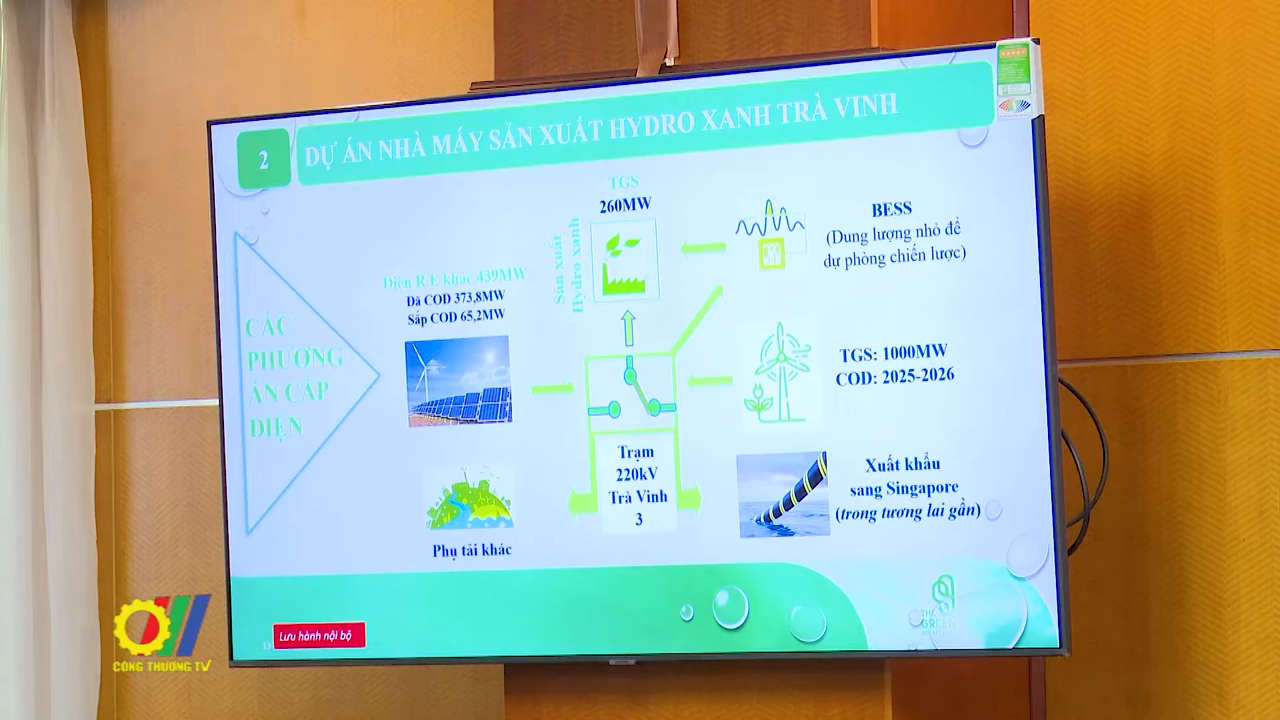 2
DỰ ÁN NHÀ MÁY SẢN XUẤT HYDRO XANH TRÀ VINH
CÁC
PHƯƠNG
ÁN CẤP
ĐIỆN
Điện R.E khác 439MW
Đã COD 373,8MW
Sắp COD 65,2MW
Phụ tải khác
Sản xuất
Hydro xanh
TGS
260MW
Trạm
220kV
Trà Vinh
3
BESS
(Dung lượng nhỏ để
dự phòng chiến lược)
TGS: 1000MW
COD: 2025-2026
Xuất khẩu
sang Singapore
(trong tương lai gần)
13
Lưu hành nội bộ
THE
GREEN
CÔNG THƯƠNG TV